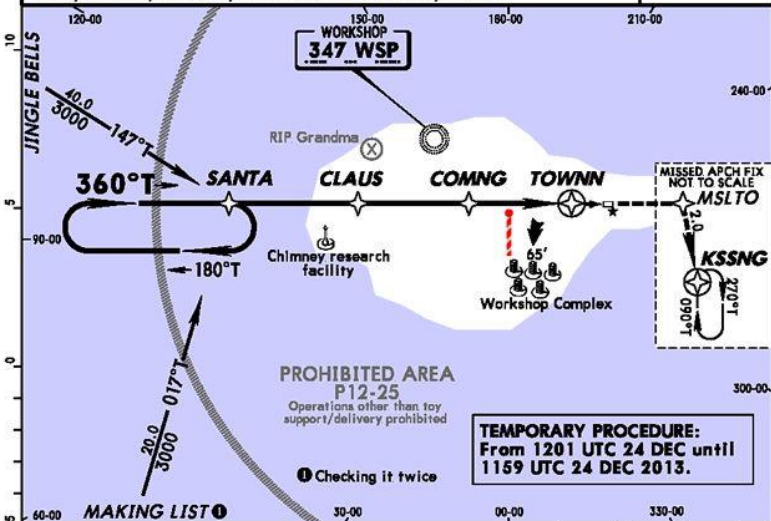 120-00
150-00
180-00
210-00
10
JINGLE BELLS
WORKSHOP
347 WSP
240-00
40.0
3000
147°T
RIP Grandma
360°T
SANTA
CLAUS
COMNG
TOWNN
MISSED APCH FIX
NOT TO SCALE
MSLTO
5
2.0
90-00
180°T
Chimney research
facility
65'
Workshop Complex
KSSNG
270°T
090°T
0
20.0
3000
017°T
PROHIBITED AREA
P12-25
Operations other than toy
support/delivery prohibited
300-00
TEMPORARY PROCEDURE:
From 1201 UTC 24 DEC until
1159 UTC 24 DEC 2013.
5
1 Checking it twice
MAKING LIST 1
5
60-00
30-00
00-00
330-00